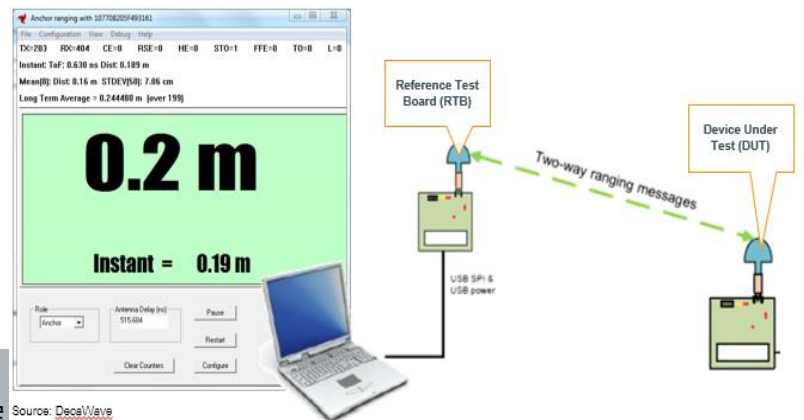 Anchor ranging with 107708205F493161
File Configuration View Debug Help
TX=203 RX=404 CE=0 RSE=0 HE=0 STO=1 FFE=0 TO=0 L=0
Instant: ToF: 0.630 ns Dist: 0.189 m
Mean(8): Dist: 0.16 m STDEV(50): 7.06 cm
Long Term Average = 0.244480 m (over 199)
0.2 m
Instant = 0.19 m
Role
Anchor
Antenna Delay (ns)
515.684
Pause
Restart
Clear Counters
Configure
Reference Test
Board (RTB)
Device Under
Test (DUT)
Two-way ranging messages
USB SPI &
USB power
Source: DecaWave